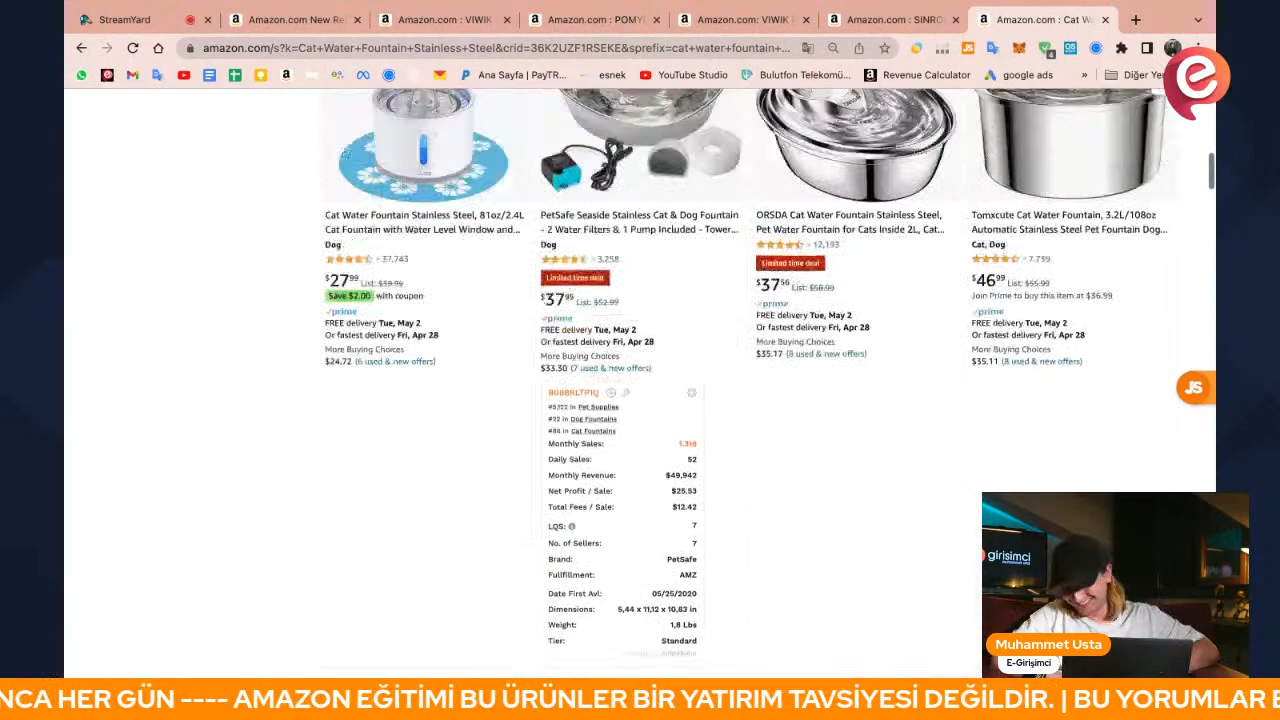 StreamYard
Amazon.com New Re
Amazon.com : VIWIK
Amazon.com : POMY
Amazon.com: VIWIK
Amazon.com : SINRO
Amazon.com : Cat W
amazon.com/s?k=Cat+Water+Fountain+Stainless+Steel&crid=36K2UZF1RSEKE&sprefix=cat+water+fountain+...
Ana Sayfa | PayTR...
esnek
YouTube Studio
Bulutfon Telekomü...
Revenue Calculator
google ads
»
Diğer Yer
Cat Water Fountain Stainless Steel, 81oz/2.4L
Cat Fountain with Water Level Window and...
Dog
37,743
$27.99 List: $39.99
Save $2.00 with coupon
prime
FREE delivery Tue, May 2
Or fastest delivery Fri, Apr 28
More Buying Choices
$24.72 (6 used & new offers)
PetSafe Seaside Stainless Cat & Dog Fountain
- 2 Water Filters & 1 Pump Included - Tower...
Dog
3,258
Limited time deal
$37.95 List: $52.99
prime
FREE delivery Tue, May 2
Or fastest delivery Fri, Apr 28
More Buying Choices
$33.30 (7 used & new offers)
ORSDA Cat Water Fountain Stainless Steel,
Pet Water Fountain for Cats Inside 2L, Cat...
12,193
Limited time deal
$37.56 List: $58.99
prime
FREE delivery Tue, May 2
Or fastest delivery Fri, Apr 28
More Buying Choices
$35.17 (8 used & new offers)
Tomxcute Cat Water Fountain, 3.2L/108oz
Automatic Stainless Steel Pet Fountain Dog...
Cat, Dog
7,759
$46.99 List: $55.99
Join Prime to buy this item at $36.99
prime
FREE delivery Tue, May 2
Or fastest delivery Fri, Apr 28
More Buying Choices
$35.11 (8 used & new offers)
#5,122 in Pet Supplies
#22 in Dog Fountains
in Cat Fountains
Monthly Sales: 1.316
Daily Sales: 52
Monthly Revenue: $49,942
Net Profit / Sale: $25.53
Total Fees / Sale: $12.42
LQS: 7
No. of Sellers: 7
Brand: PetSafe
Fullfillment: AMZ
Date First Avl: 05/25/2020
Dimensions: 5,44 x 11,12 x 10,63 in
Weight: 1,8 Lbs
Tier: Standard
JS
girisimci
Muhammet Usta
E-Girişimci
NCA HER GÜN ---- AMAZON EĞİTİMİ BU ÜRÜNLER BİR YATIRIM TAVSİYESİ DEĞİLDİR. | BU YORUMLAR